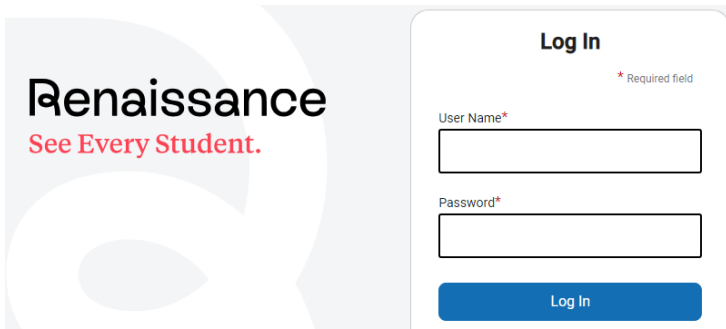 Renaissance
See Every Student.
Log In
* Required field
User Name*
Password*
Log In